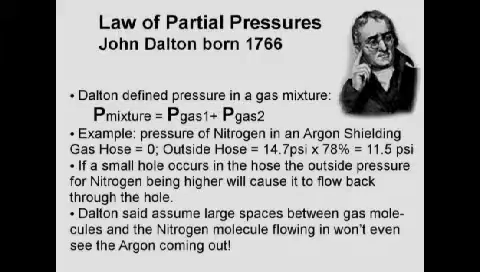 Law of Partial Pressures
John Dalton born 1766
• Dalton defined pressure in a gas mixture:
Pmixture = Pgas1+ Pgas2
• Example: pressure of Nitrogen in an Argon Shielding
Gas Hose = 0; Outside Hose = 14.7psi x 78% = 11.5 psi
• If a small hole occurs in the hose the outside pressure
for Nitrogen being higher will cause it to flow back
through the hole.
• Dalton said assume large spaces between gas mole-
cules and the Nitrogen molecule flowing in won't even
see the Argon coming out!